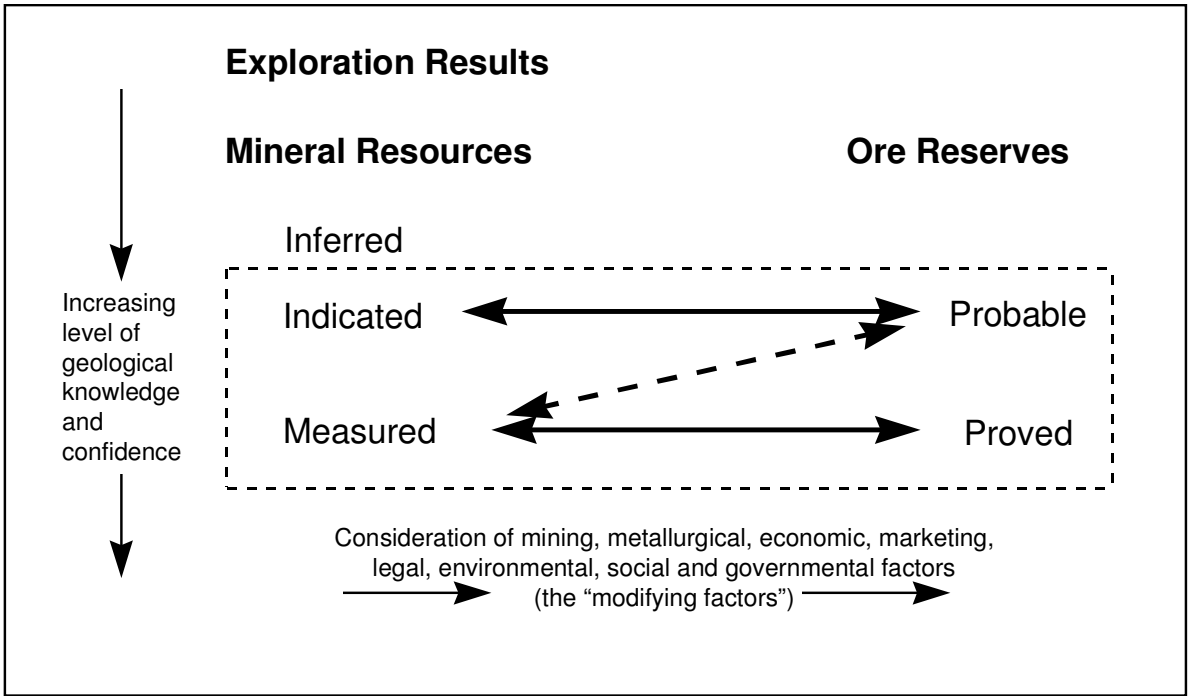 Exploration Results
Mineral Resources
Ore Reserves
Inferred
Indicated
Probable
Measured
Proved
Increasing
level of
geological
knowledge
and
confidence
Consideration of mining, metallurgical, economic, marketing,
legal, environmental, social and governmental factors
(the “modifying factors”)